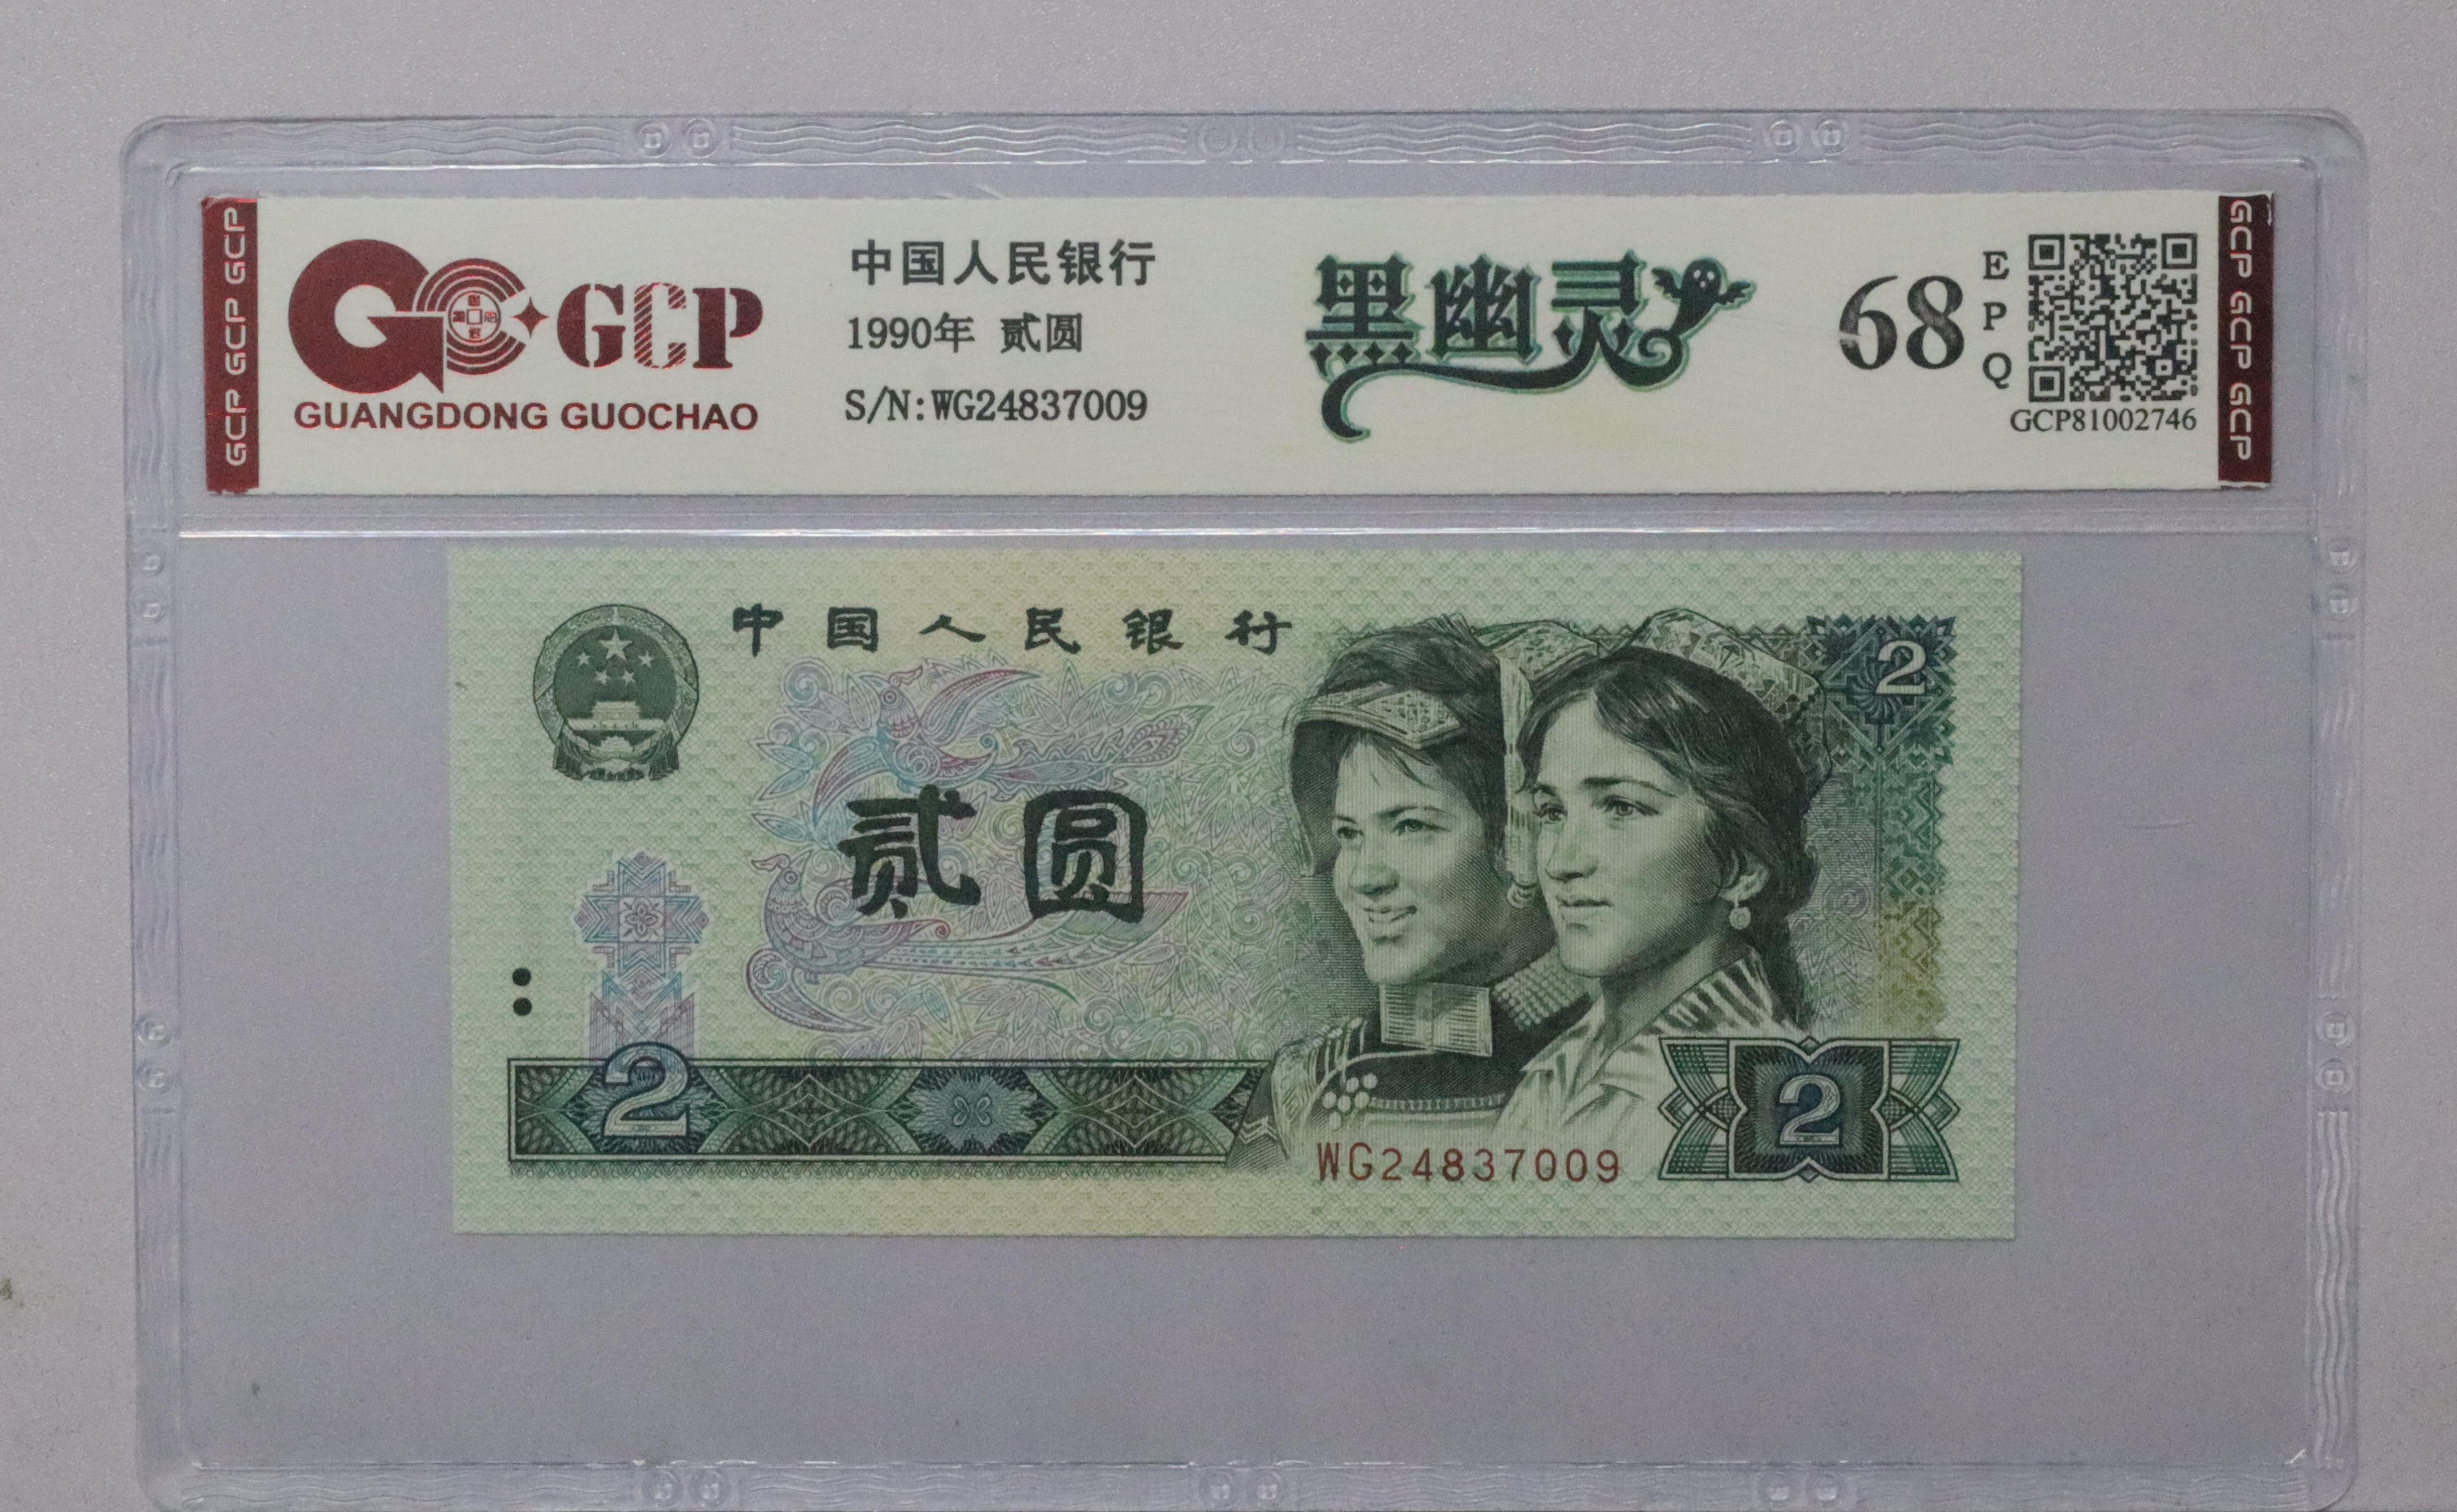 GCP GCP GCP
GCP
GUANGDONG GUOCHAO
中国人民银行
1990年 贰圆
S/N:WG24837009
黑幽灵
68
EPQ
GCP81002746
GCP GCP GCP
中国人民银行
2
贰圆
2
2
WG24837009